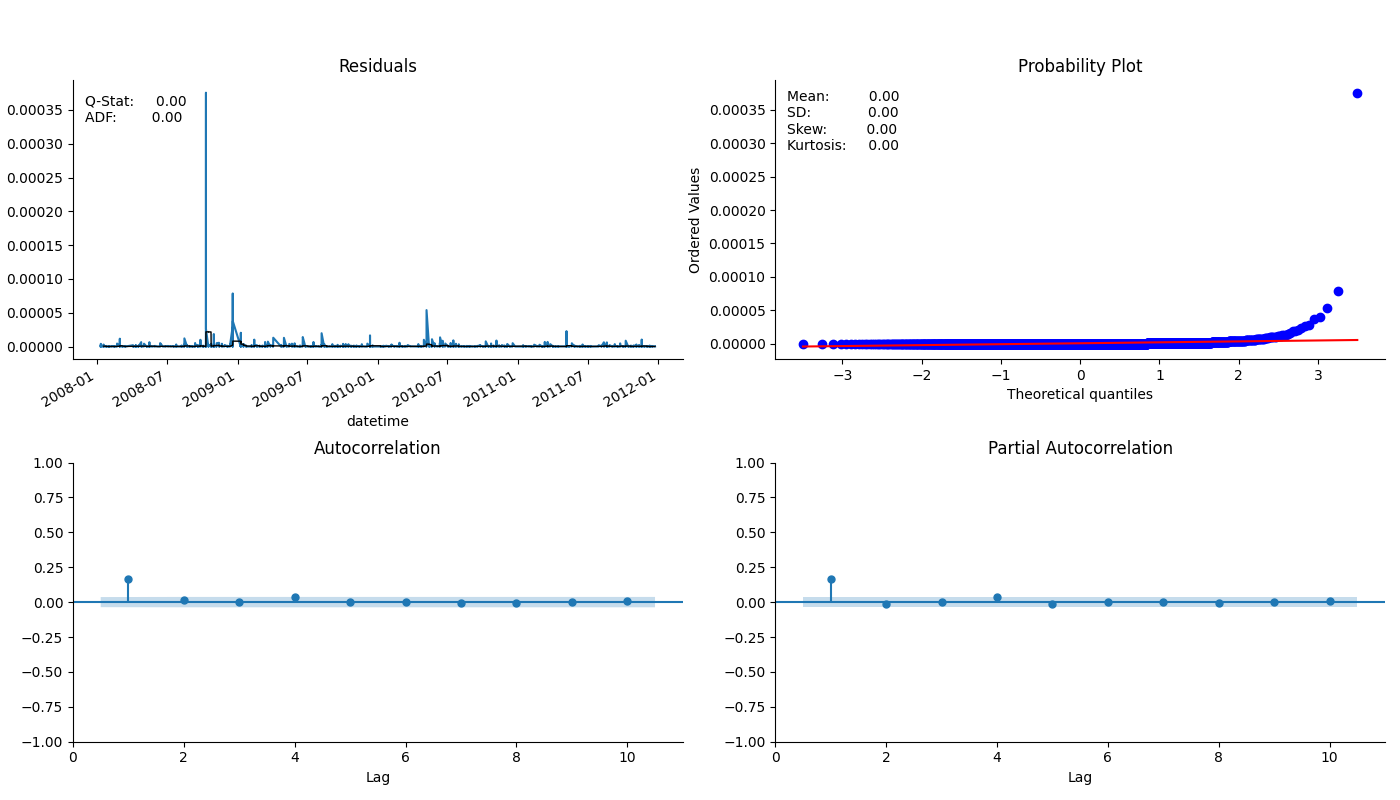 Residuals
Q-Stat: 0.00
ADF: 0.00
0.00035
0.00030
0.00025
0.00020
0.00015
0.00010
0.00005
0.00000
2008-01
2008-07
2009-01
2009-07
2010-01
2010-07
2011-01
2011-07
2012-01
datetime
Probability Plot
Mean: 0.00
SD: 0.00
Skew: 0.00
Kurtosis: 0.00
Ordered Values
0.00035
0.00030
0.00025
0.00020
0.00015
0.00010
0.00005
0.00000
−3 −2 −1 0 1 2 3
Theoretical quantiles
Autocorrelation
1.00
0.75
0.50
0.25
0.00
−0.25
−0.50
−0.75
−1.00
0 2 4 6 8 10
Lag
Partial Autocorrelation
1.00
0.75
0.50
0.25
0.00
−0.25
−0.50
−0.75
−1.00
0 2 4 6 8 10
Lag